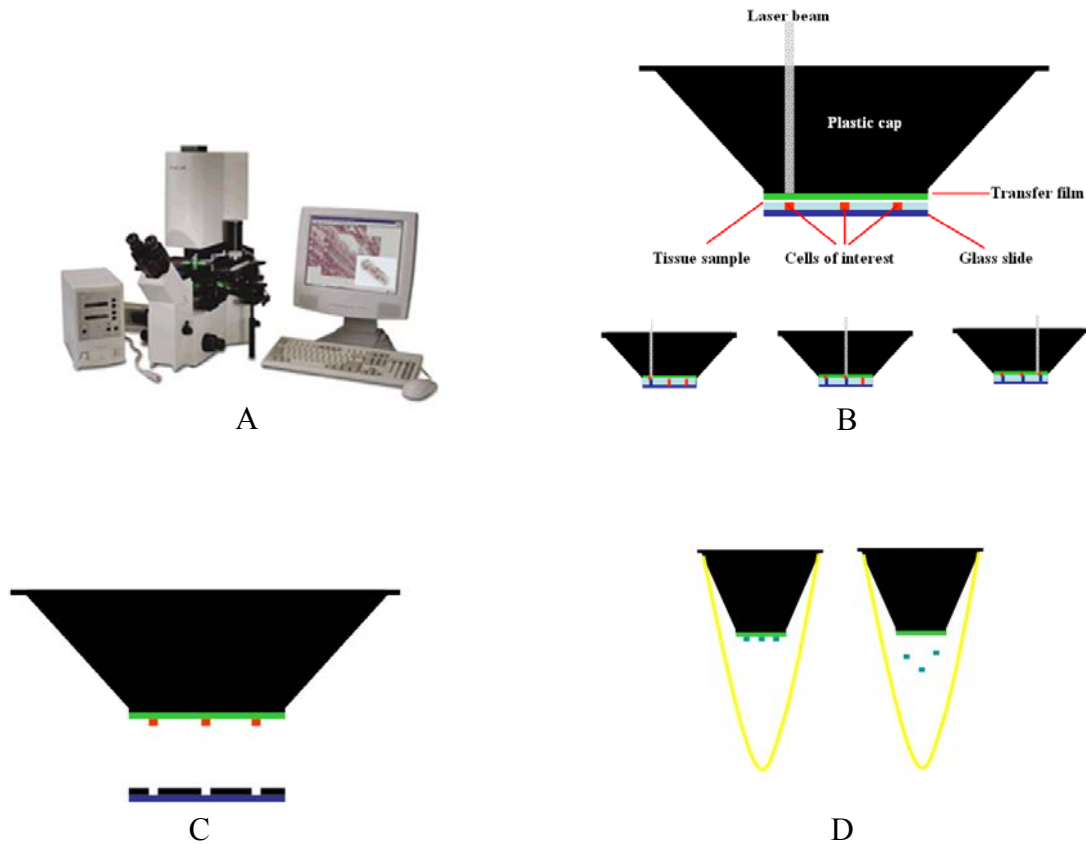 Laser beam
Plastic cap
Transfer film
Tissue sample
Cells of interest
Glass slide
A
B
C
D